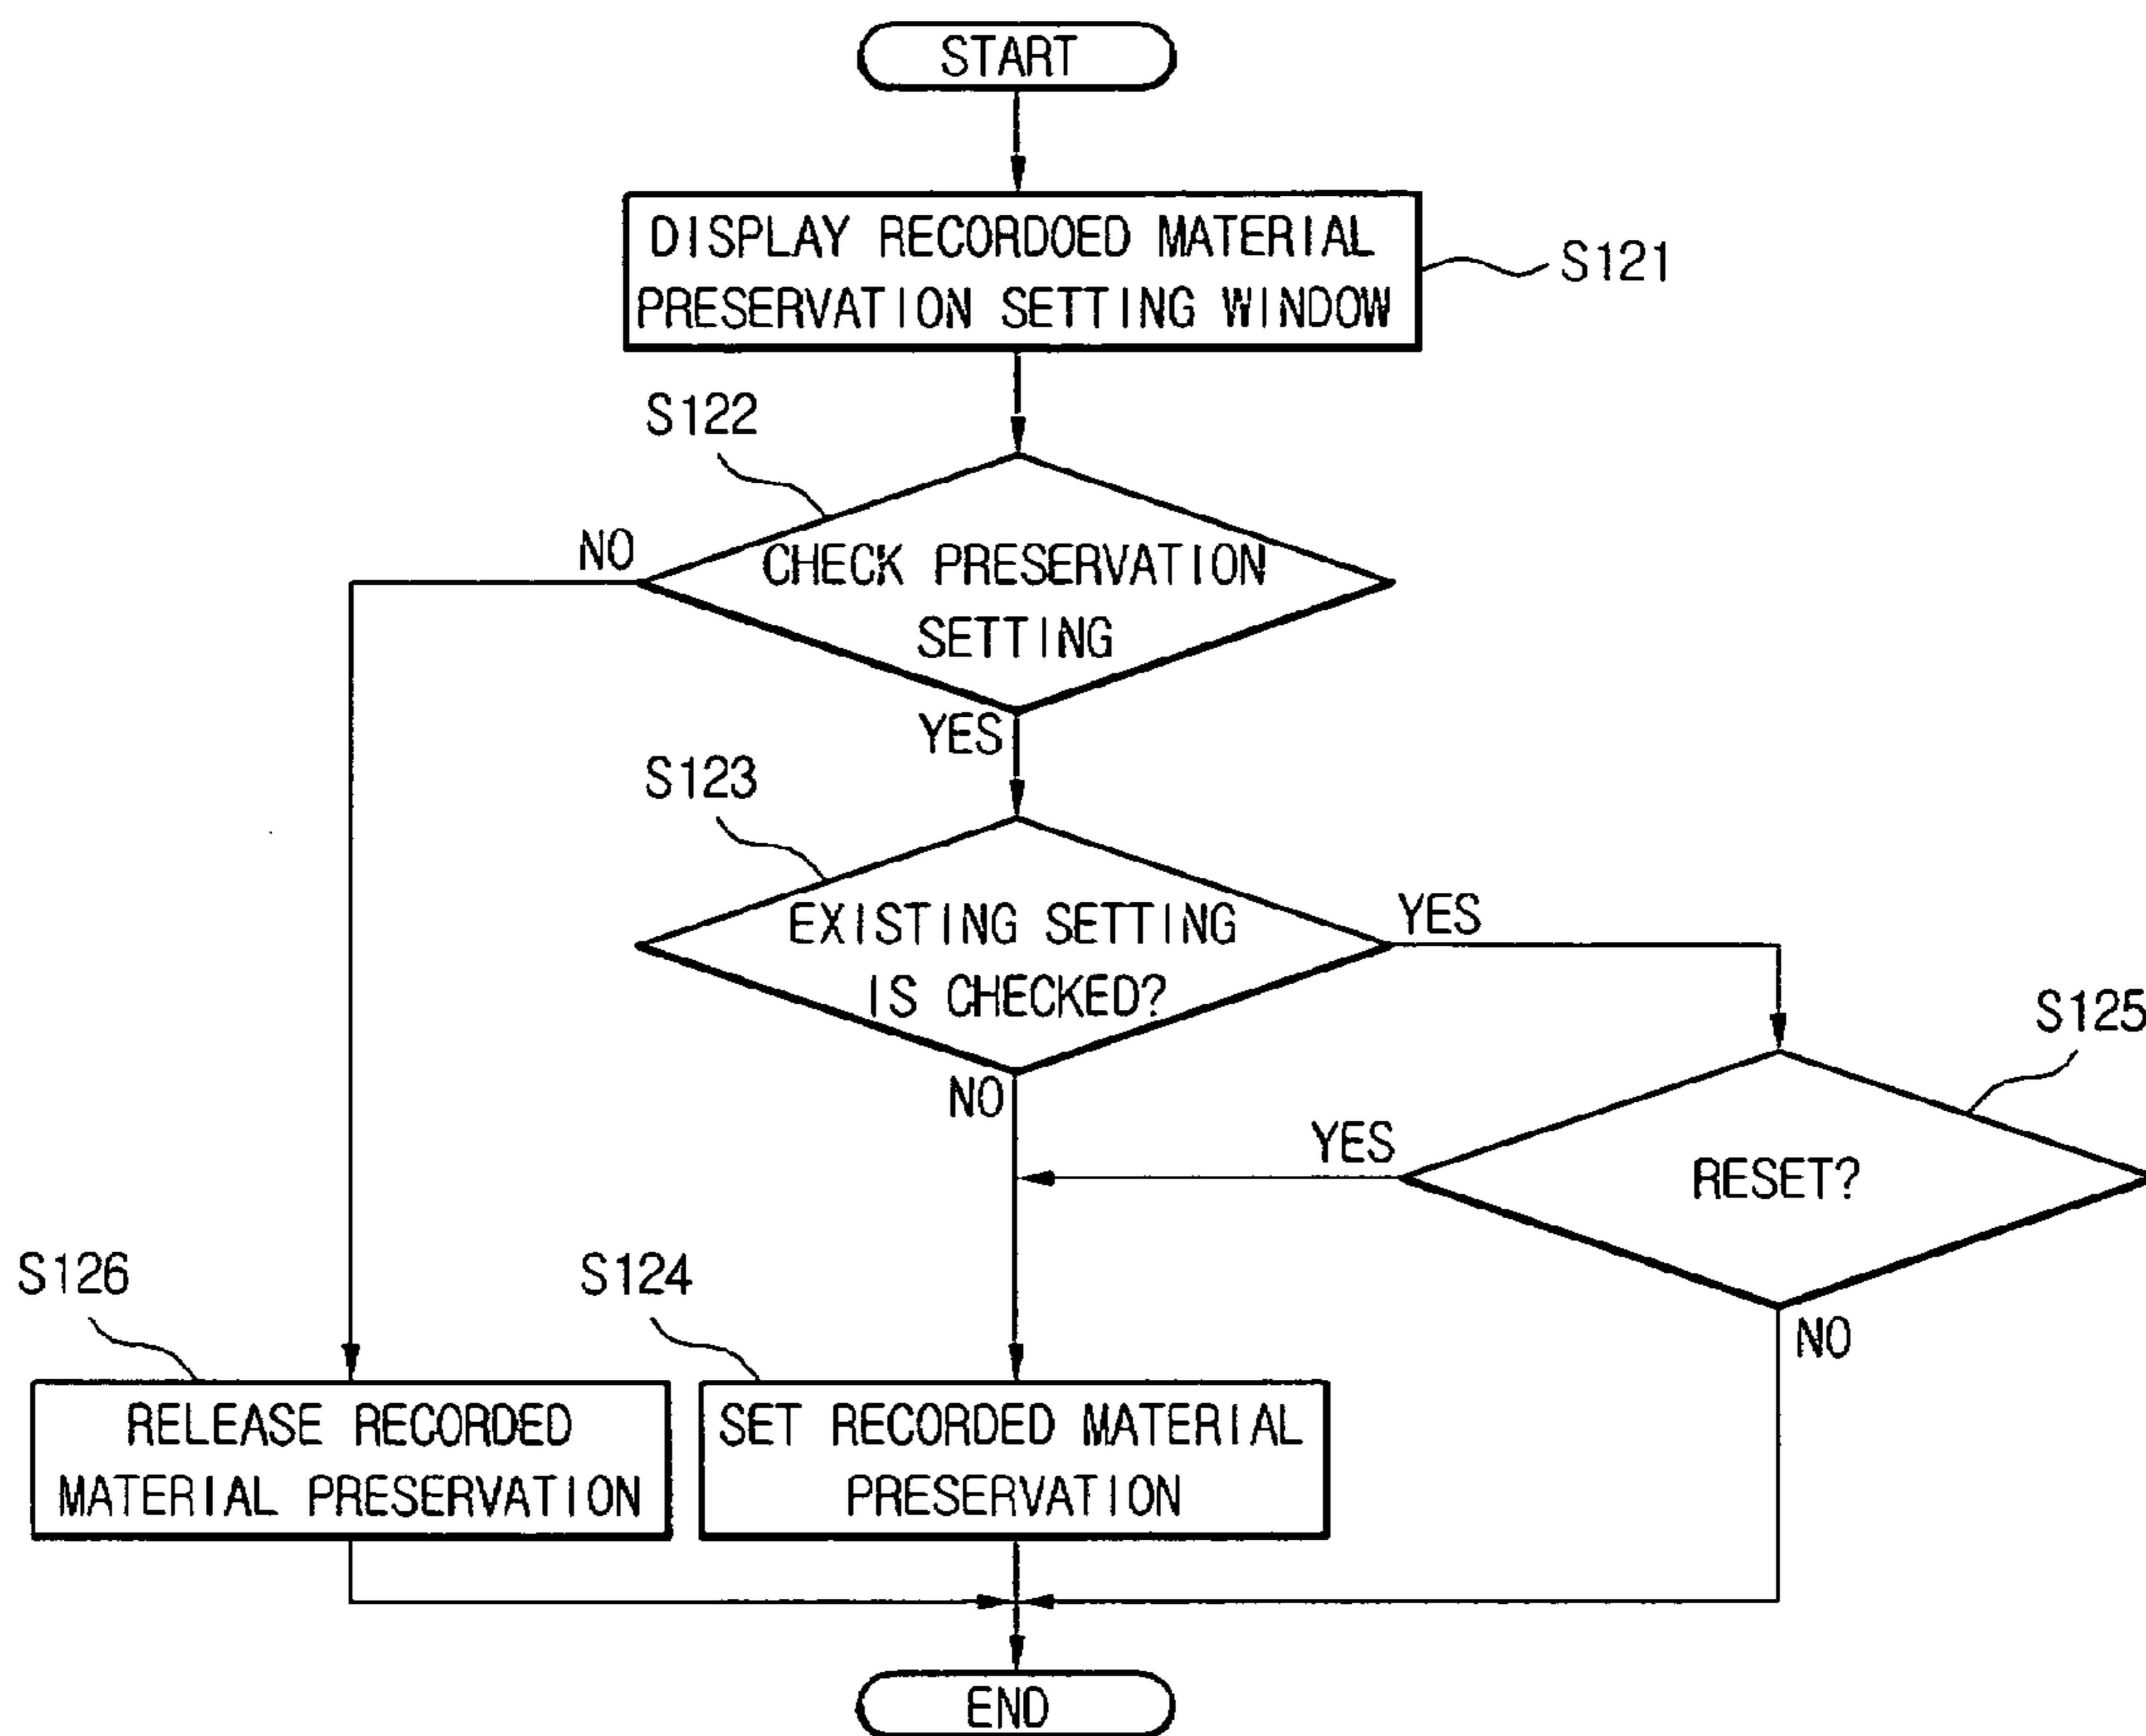 START
DISPLAY RECORDOED MATERIAL
PRESERVATION SETTING WINDOW
S121
S122
NO
CHECK PRESERVATION
SETTING
YES
S123
EXISTING SETTING
IS CHECKED?
YES
NO
S125
YES
RESET?
NO
S126
RELEASE RECORDED
MATERIAL PRESERVATION
S124
SET RECORDED MATERIAL
PRESERVATION
END